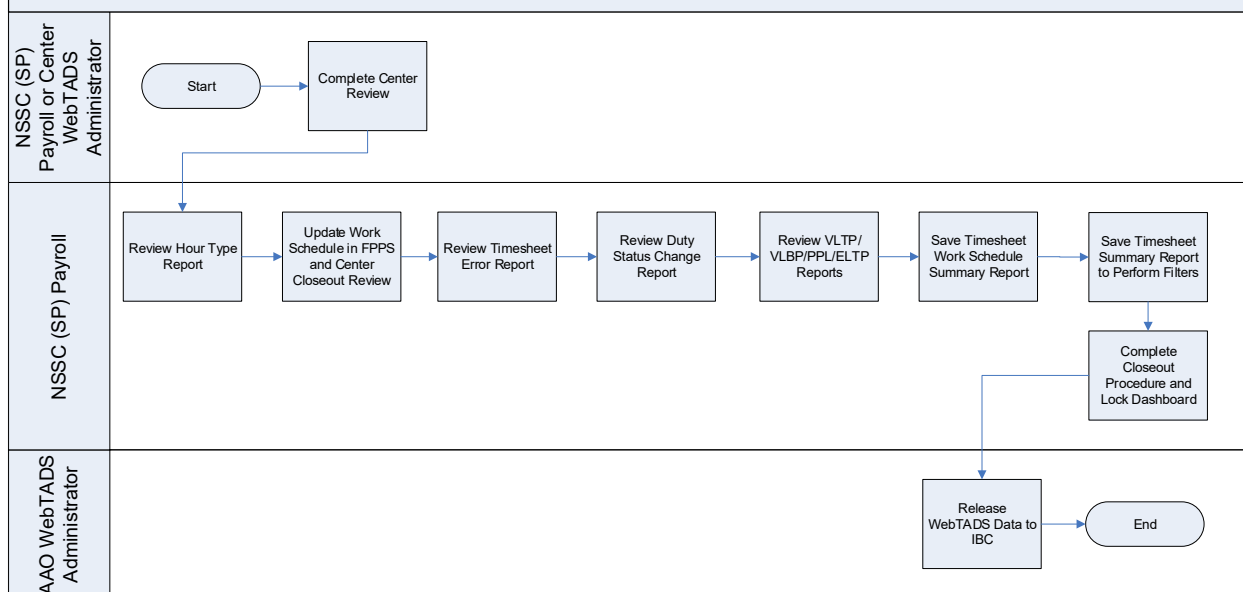 NSSC (SP)
Payroll or Center
WebTADS
Administrator
Start
Complete Center
Review
NSSC (SP) Payroll
Review Hour Type
Report
Update Work
Schedule in FPPS
and Center
Closeout Review
Review Timesheet
Error Report
Review Duty
Status Change
Report
Review VLTP/
VLBP/PPL/ELTP
Reports
Save Timesheet
Work Schedule
Summary Report
Save Timesheet
Summary Report
to Perform Filters
Complete
Closeout
Procedure and
Lock Dashboard
AAO WebTADS
Administrator
Release
WebTADS Data to
IBC
End